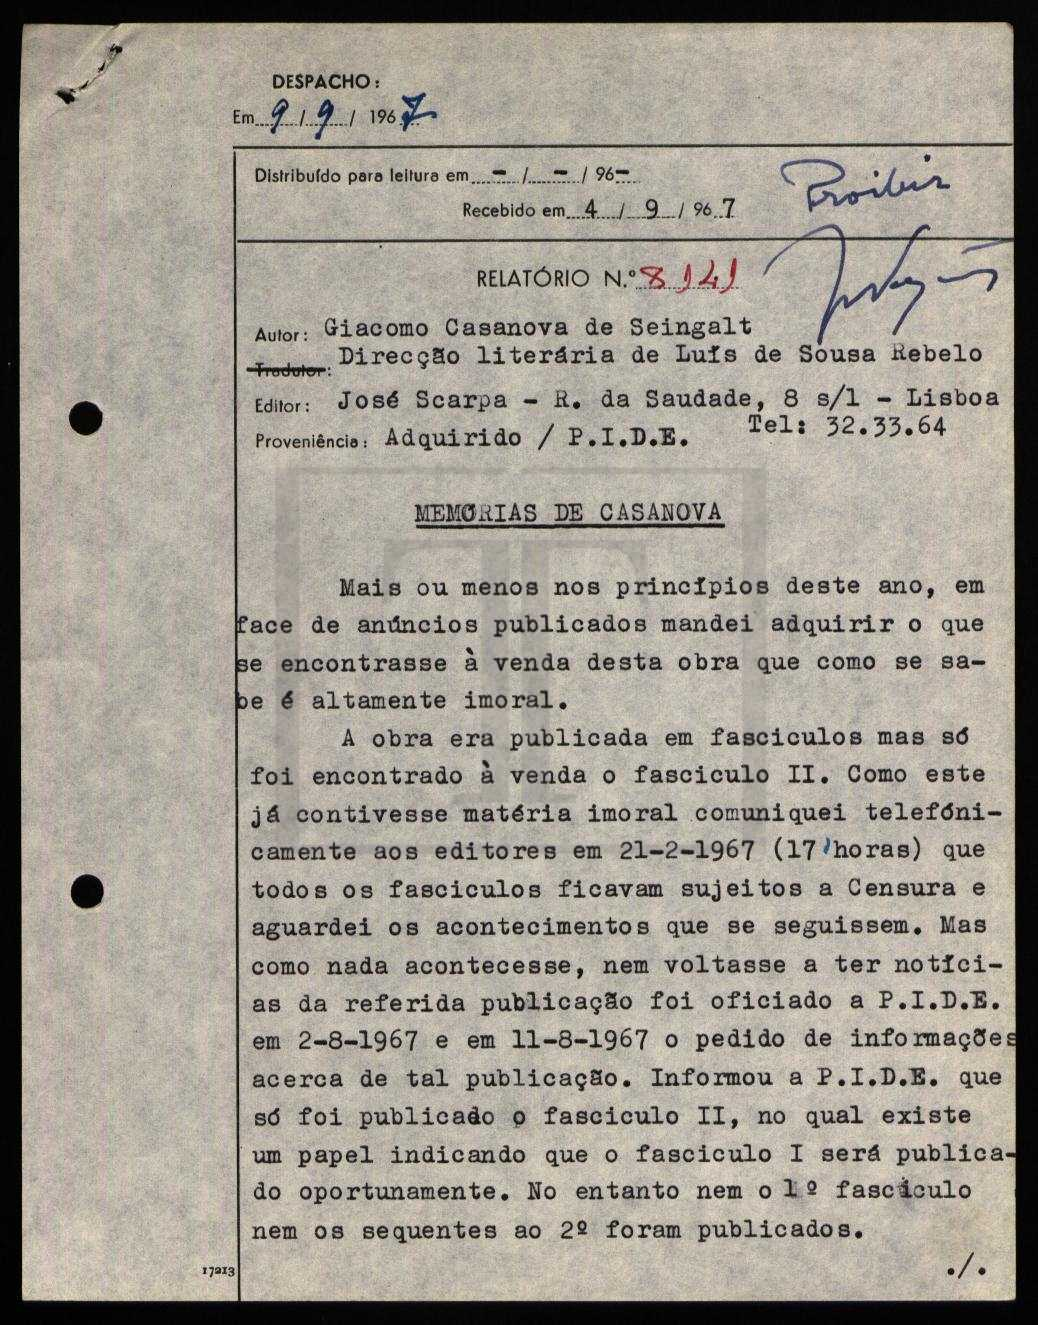 DESPACHO:
Em 9 / 9 / 1967
Distribuído para leitura em - / - / 96-
Proibir
Recebido em 4 / 9 / 967
RELATÓRIO N.º 8141
Autor: Giacomo Casanova de Seingalt
Tradutor: Direcção literária de Luís de Sousa Rebelo
Editor: José Scarpa - R. da Saudade, 8 s/l - Lisboa
Tel: 32.33.64
Proveniência: Adquirido / P.I.D.E.
MEMÓRIAS DE CASANOVA
Mais ou menos nos princípios deste ano, em
face de anúncios publicados mandei adquirir o que
se encontrasse à venda desta obra que como se sa-
be é altamente imoral.
A obra era publicada em fasciculos mas só
foi encontrado à venda o fasciculo II. Como este
já contivesse matéria imoral comuniquei telefóni-
camente aos editores em 21-2-1967 (17 horas) que
todos os fasciculos ficavam sujeitos a Censura e
aguardei os acontecimentos que se seguissem. Mas
como nada acontecesse, nem voltasse a ter notíci-
as da referida publicação foi oficiado a P.I.D.E.
em 2-8-1967 e em 11-8-1967 o pedido de informações
acerca de tal publicação. Informou a P.I.D.E. que
só foi publicado o fasciculo II, no qual existe
um papel indicando que o fasciculo I será publica-
do oportunamente. No entanto nem o 1º fasciculo
nem os sequentes ao 2º foram publicados.
./.
17213